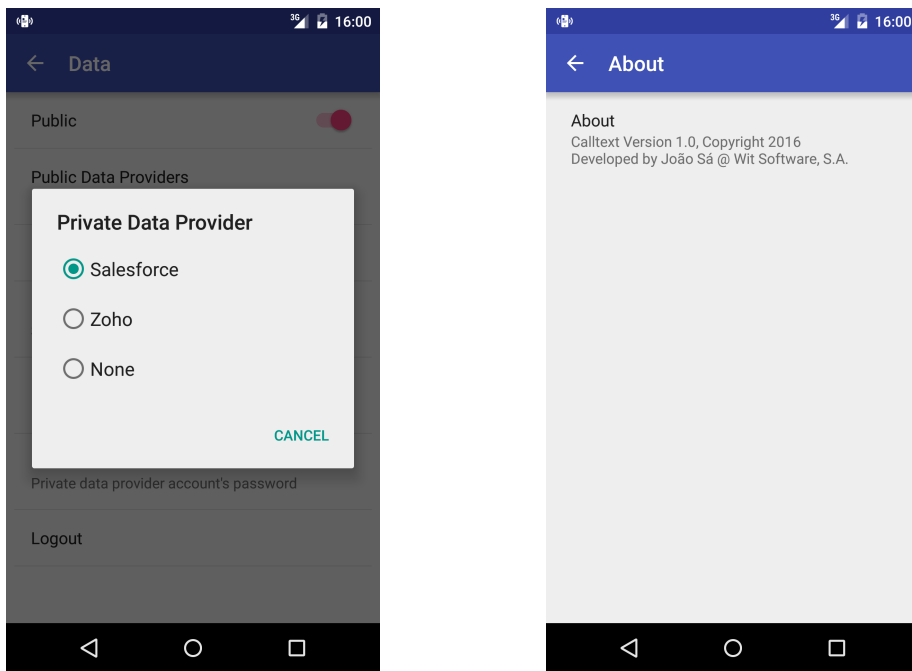 3G 16:00
Data
Public
Public Data Providers
Private Data Provider
Salesforce
Zoho
None
CANCEL
Private data provider account's password
Logout
3G 16:00
About
About
Calltext Version 1.0, Copyright 2016
Developed by João Sá @ Wit Software, S.A.